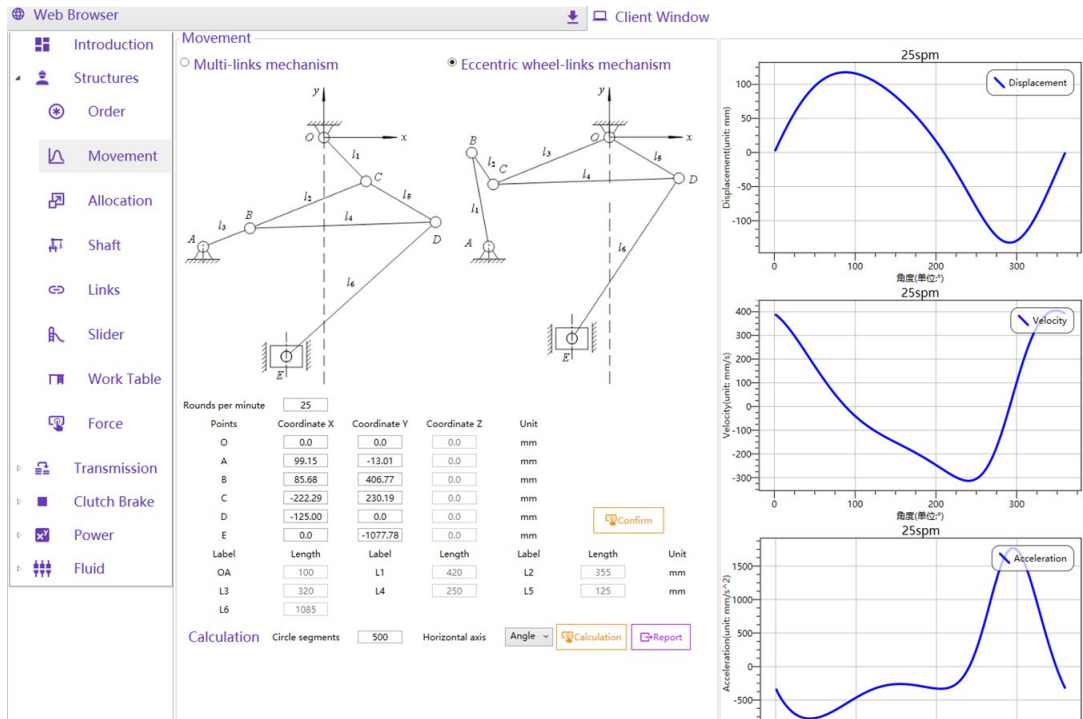 Web Browser
Client Window
Introduction
Structures
Order
Movement
Allocation
Shaft
Links
Slider
Work Table
Force
Transmission
Clutch Brake
Power
Fluid
Movement
Multi-links mechanism
Eccentric wheel-links mechanism
y
O
x
l1
C
l2
l5
B
l3
l4
A
D
l6
E
y
B
O
x
l2
C
l3
l5
l4
D
l1
A
l6
E
Rounds per minute 25
Points Coordinate X Coordinate Y Coordinate Z Unit
O 0.0 0.0 0.0 mm
A 99.15 -13.01 0.0 mm
B 85.68 406.77 0.0 mm
C -222.29 230.19 0.0 mm
D -125.00 0.0 0.0 mm
E 0.0 -1077.78 0.0 mm
Confirm
Label Length Label Length Label Length Unit
OA 100 L1 420 L2 355 mm
L3 320 L4 250 L5 125 mm
L6 1085
Calculation Circle segments 500 Horizontal axis Angle Calculation Report
25spm
Displacement
Displacement(unit: mm)
100
50
0
-50
-100
0 100 200 300
角度(单位:°)
25spm
Velocity
Velocity(unit: mm/s)
400
300
200
100
0
-100
-200
-300
0 100 200 300
角度(单位:°)
25spm
Acceleration
Acceleration(unit: mm/s^2)
1500
1000
500
0
-500